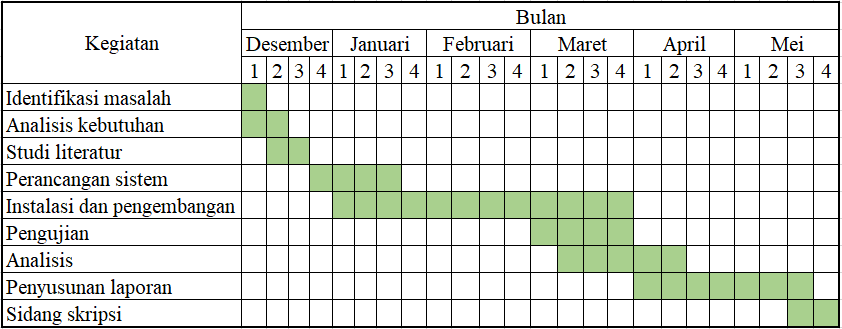 Kegiatan Bulan
Desember Januari Februari Maret April Mei
1 2 3 4 1 2 3 4 1 2 3 4 1 2 3 4 1 2 3 4 1 2 3 4
Identifikasi masalah
Analisis kebutuhan
Studi literatur
Perancangan sistem
Instalasi dan pengembangan
Pengujian
Analisis
Penyusunan laporan
Sidang skripsi